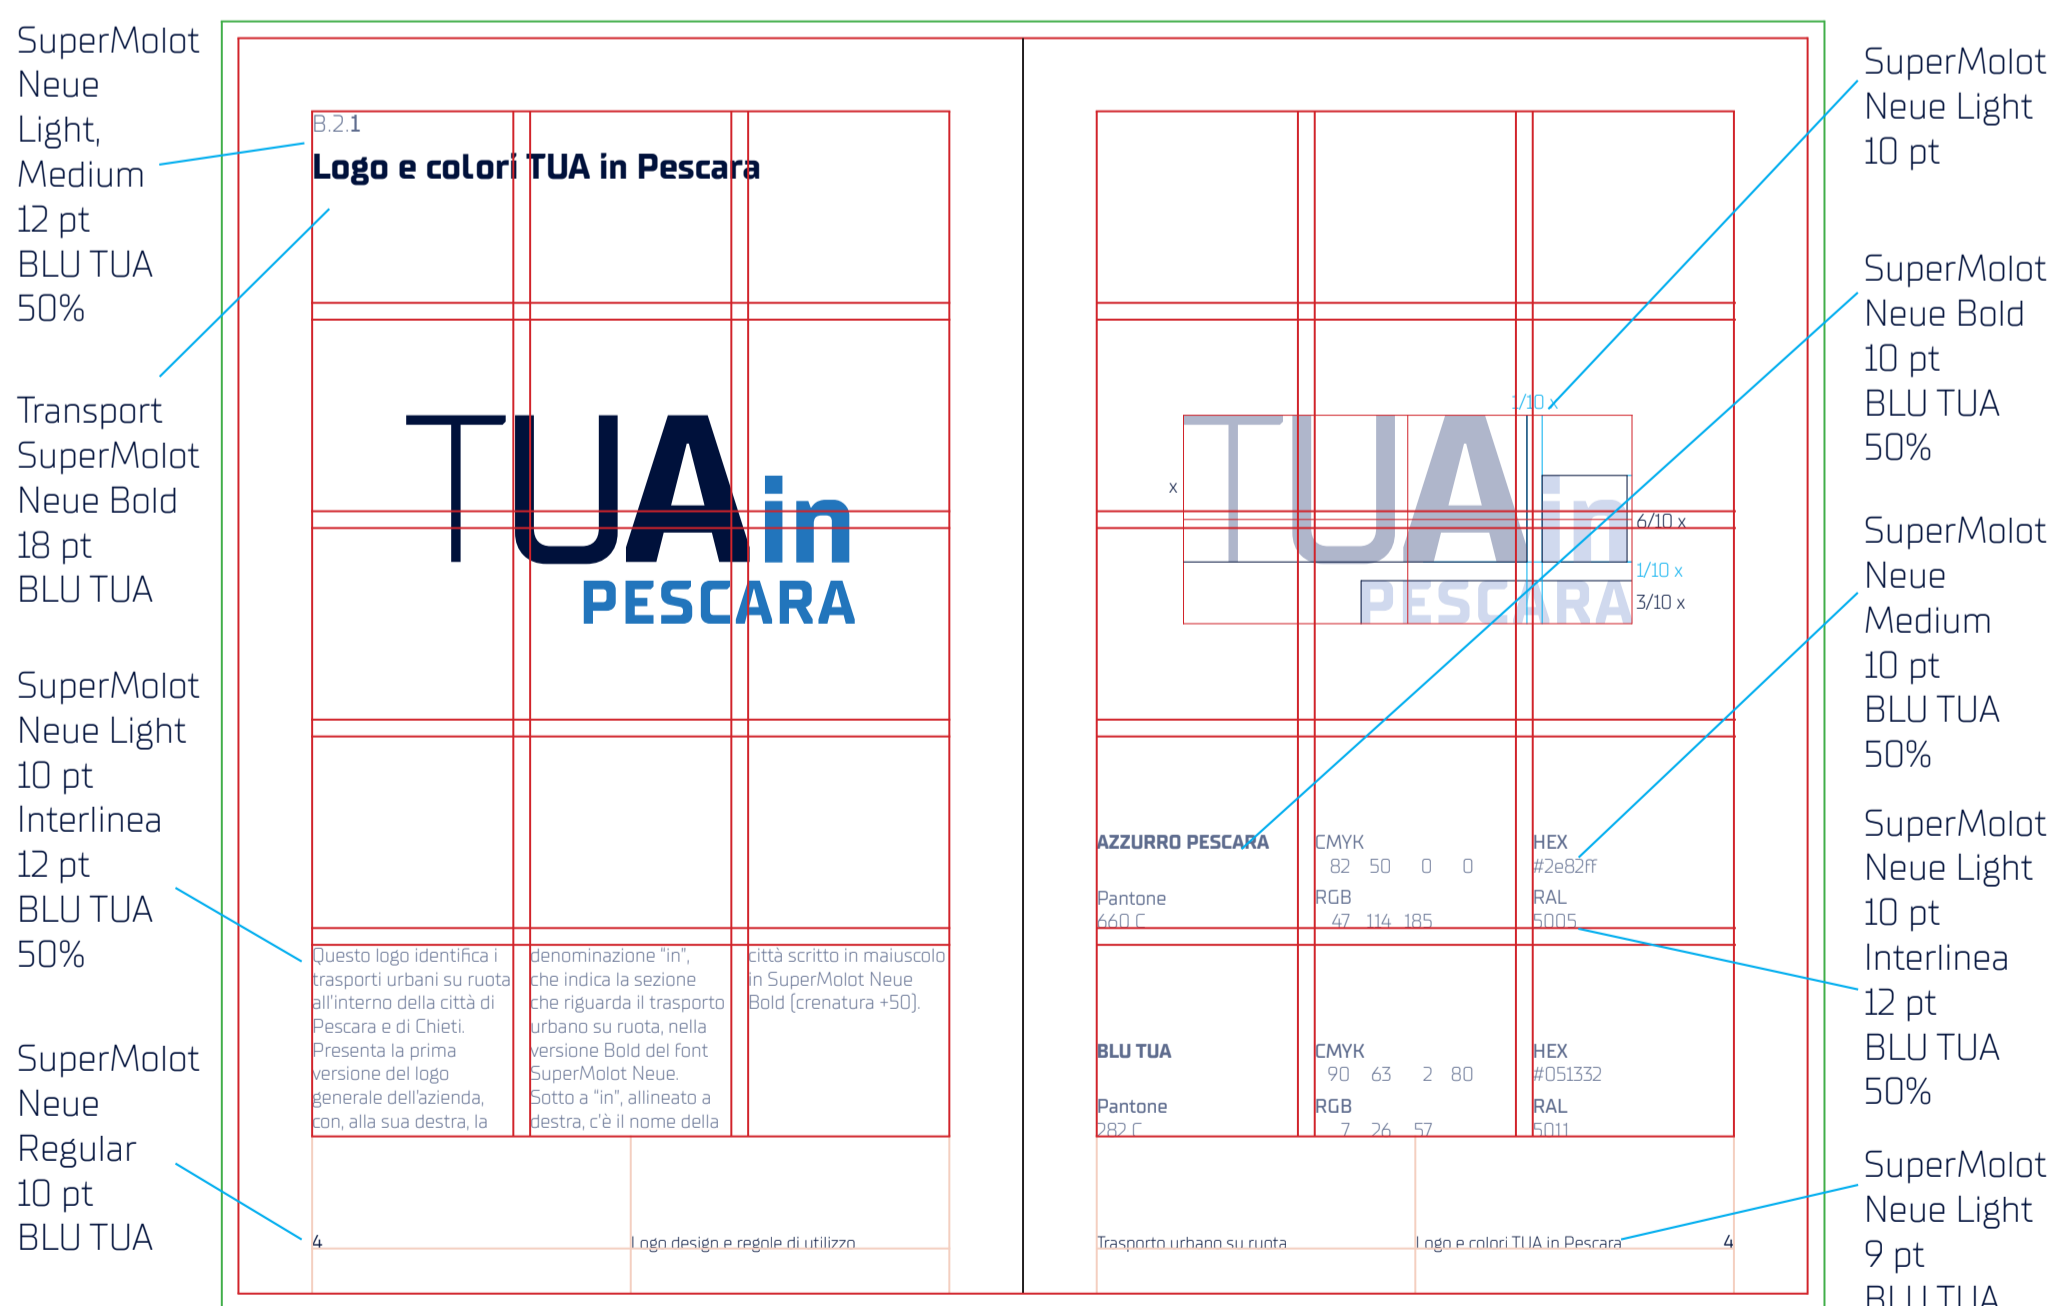 SuperMolot
Neue
Light,
Medium
12 pt
BLU TUA
50%
Transport
SuperMolot
Neue Bold
18 pt
BLU TUA
SuperMolot
Neue Light
10 pt
Interlinea
12 pt
BLU TUA
50%
SuperMolot
Neue
Regular
10 pt
BLU TUA
B.2.1
Logo e colori TUA in Pescara
TUA in
PESCARA
Questo logo identifica i
trasporti urbani su ruota
all'interno della città di
Pescara e di Chieti.
Presenta la prima
versione del logo
generale dell'azienda,
con, alla sua destra, la
denominazione “in”,
che indica la sezione
che riguarda il trasporto
urbano su ruota, nella
versione Bold del font
SuperMolot Neue.
Sotto a “in”, allineato a
destra, c'è il nome della
città scritto in maiuscolo
in SuperMolot Neue
Bold (crenatura +50).
4
Logo design e regole di utilizzo
1/10 x
TUA in
x
6/10 x
1/10 x
PESCARA
3/10 x
AZZURRO PESCARA
CMYK
HEX
82 50 0 0
#2e82ff
Pantone
RGB
RAL
660 C
47 114 185
5005
BLU TUA
CMYK
HEX
90 63 2 80
#051332
Pantone
RGB
RAL
282 C
7 26 57
5011
Trasporto urbano su ruota
Logo e colori TUA in Pescara
4
SuperMolot
Neue Light
10 pt
SuperMolot
Neue Bold
10 pt
BLU TUA
50%
SuperMolot
Neue
Medium
10 pt
BLU TUA
50%
SuperMolot
Neue Light
10 pt
Interlinea
12 pt
BLU TUA
50%
SuperMolot
Neue Light
9 pt
BLU TUA